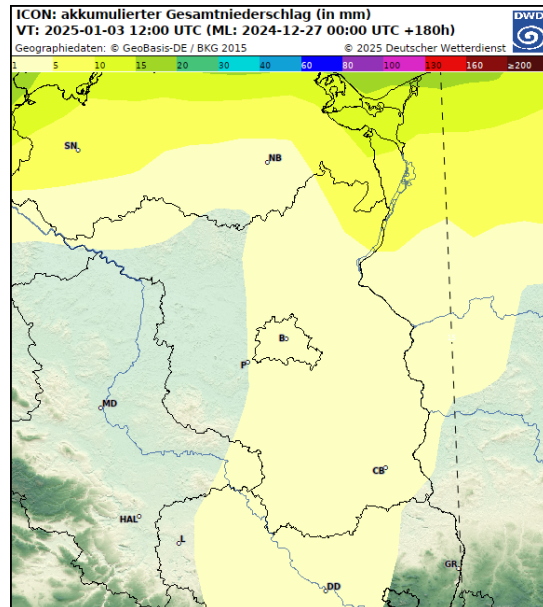 ICON: akkumulierter Gesamtniederschlag (in mm)
VT: 2025-01-03 12:00 UTC (ML: 2024-12-27 00:00 UTC +180h)
Geographiedaten: © GeoBasis-DE / BKG 2015 © 2025 Deutscher Wetterdienst
DWD
1 5 10 15 20 30 40 60 80 100 130 160 ≥200
SN
NB
B
P
MD
CB
HAL
L
GR
DD